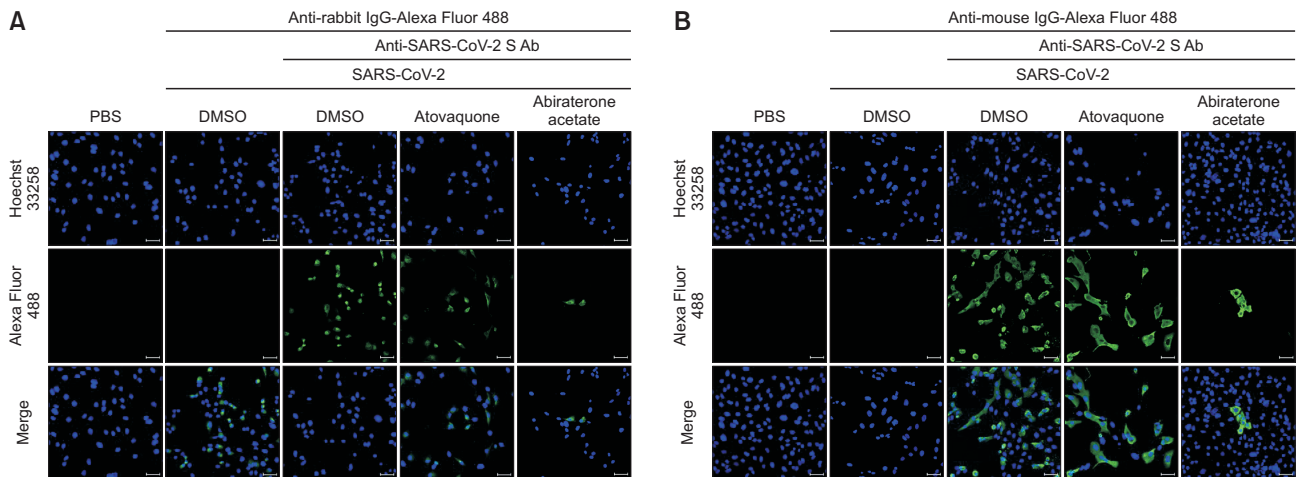 A
Anti-rabbit IgG-Alexa Fluor 488
Anti-SARS-CoV-2 S Ab
SARS-CoV-2
PBS
DMSO
DMSO
Atovaquone
Abiraterone
acetate
Hoechst
33258
Alexa Fluor
488
Merge
B
Anti-mouse IgG-Alexa Fluor 488
Anti-SARS-CoV-2 S Ab
SARS-CoV-2
PBS
DMSO
DMSO
Atovaquone
Abiraterone
acetate
Hoechst
33258
Alexa Fluor
488
Merge